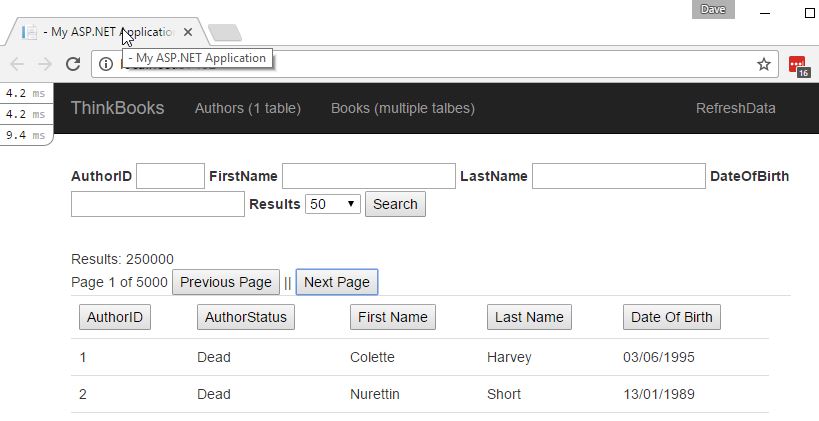 Dave
- My ASP.NET Application
- My ASP.NET Application
16
4.2 ms
4.2 ms
9.4 ms
ThinkBooks Authors (1 table) Books (multiple talbes) RefreshData
AuthorID FirstName LastName DateOfBirth
Results 50 Search
Results: 250000
Page 1 of 5000 Previous Page || Next Page
AuthorID AuthorStatus First Name Last Name Date Of Birth
1 Dead Colette Harvey 03/06/1995
2 Dead Nurettin Short 13/01/1989